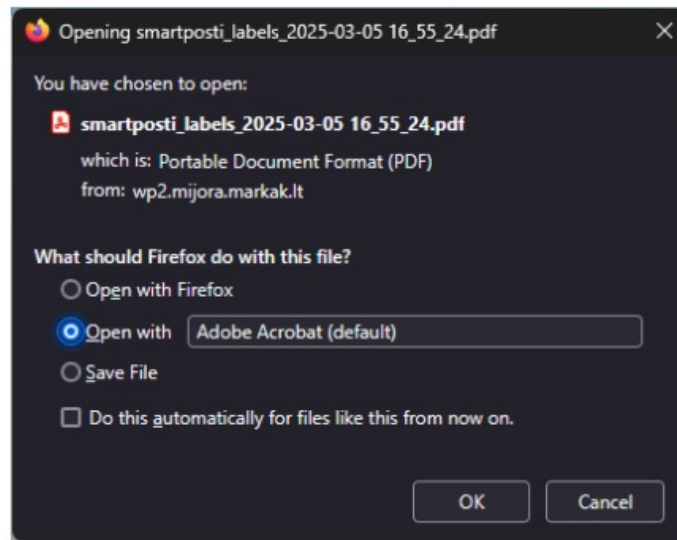 Opening smartposti_labels_2025-03-05 16_55_24.pdf
You have chosen to open:
smartposti_labels_2025-03-05 16_55_24.pdf
which is: Portable Document Format (PDF)
from: wp2.mijora.markak.lt
What should Firefox do with this file?
Open with Firefox
Open with Adobe Acrobat (default)
Save File
Do this automatically for files like this from now on.
OK Cancel